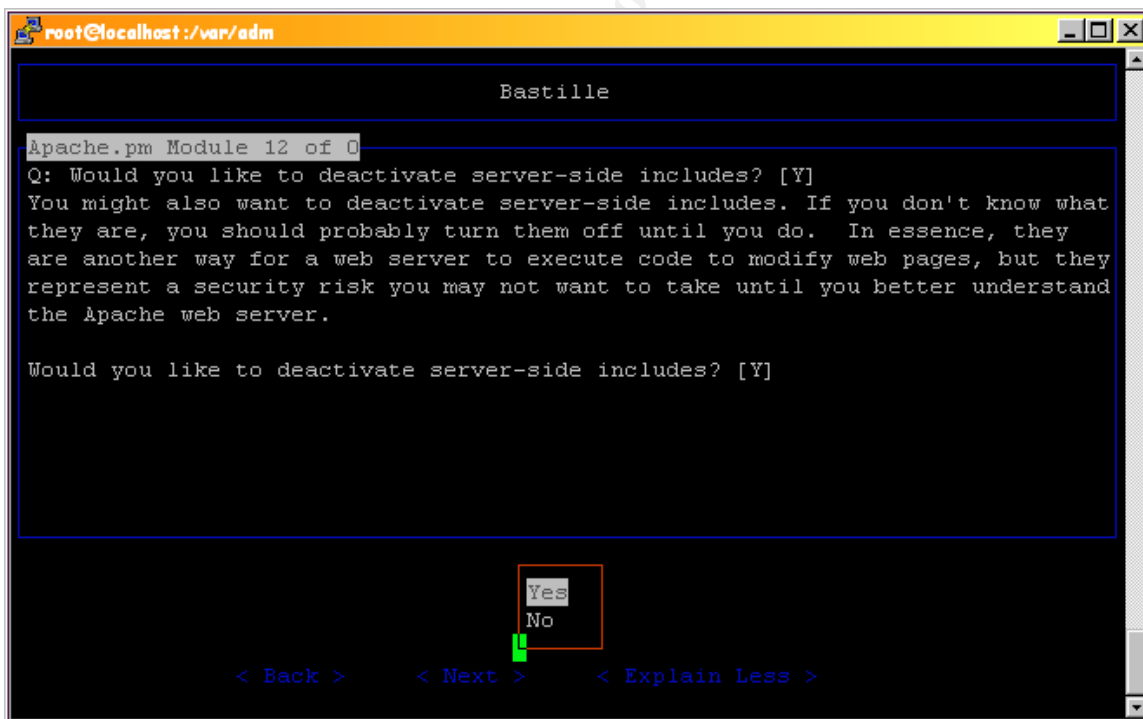 root@localhost:/var/adm
Bastille
Apache.pm Module 12 of 0
Q: Would you like to deactivate server-side includes? [Y]
You might also want to deactivate server-side includes. If you don't know what
they are, you should probably turn them off until you do.  In essence, they
are another way for a web server to execute code to modify web pages, but they
represent a security risk you may not want to take until you better understand
the Apache web server.
Would you like to deactivate server-side includes? [Y]
Yes
No
< Back >   < Next >   < Explain Less >